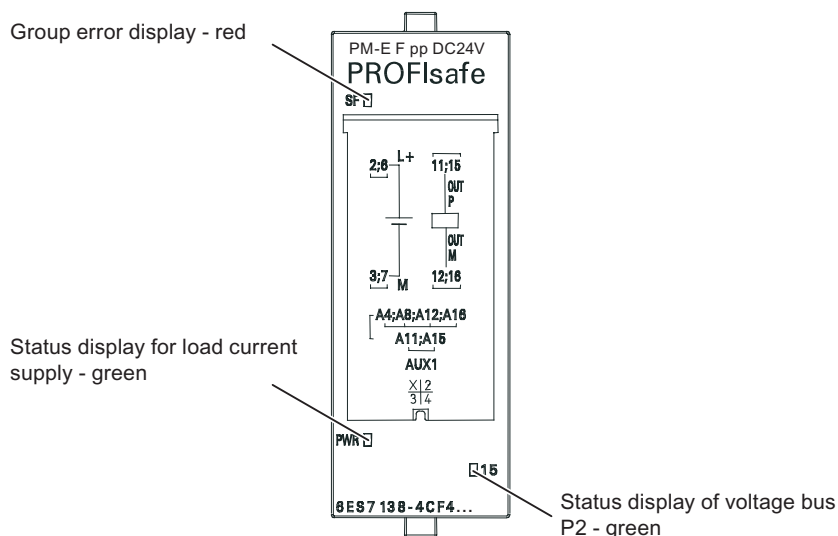 Group error display - red
PM-E F pp DC24V
PROFIsafe
SF
2;6
L+
11;15
OUT
P
OUT
M
3;7
M
12;16
A4;A8;A12;A16
A11;A15
AUX1
X 2
3 4
Status display for load current
supply - green
PWR
15
6ES7 138-4CF4...
Status display of voltage bus
P2 - green